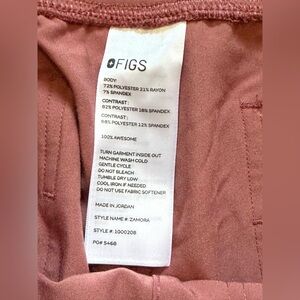 FIGS
BODY:
72% POLYESTER 21% RAYON
7% SPANDEX
CONTRAST:
82% POLYESTER 18% SPANDEX
CONTRAST:
88% POLYESTER 12% SPANDEX
100% AWESOME
TURN GARMENT INSIDE OUT
MACHINE WASH COLD
GENTLE CYCLE
DO NOT BLEACH
TUMBLE DRY LOW
COOL IRON IF NEEDED
DO NOT USE FABRIC SOFTENER
MADE IN JORDAN
STYLE NAME #: ZAMORA
STYLE #: 1000208
PO# 5468